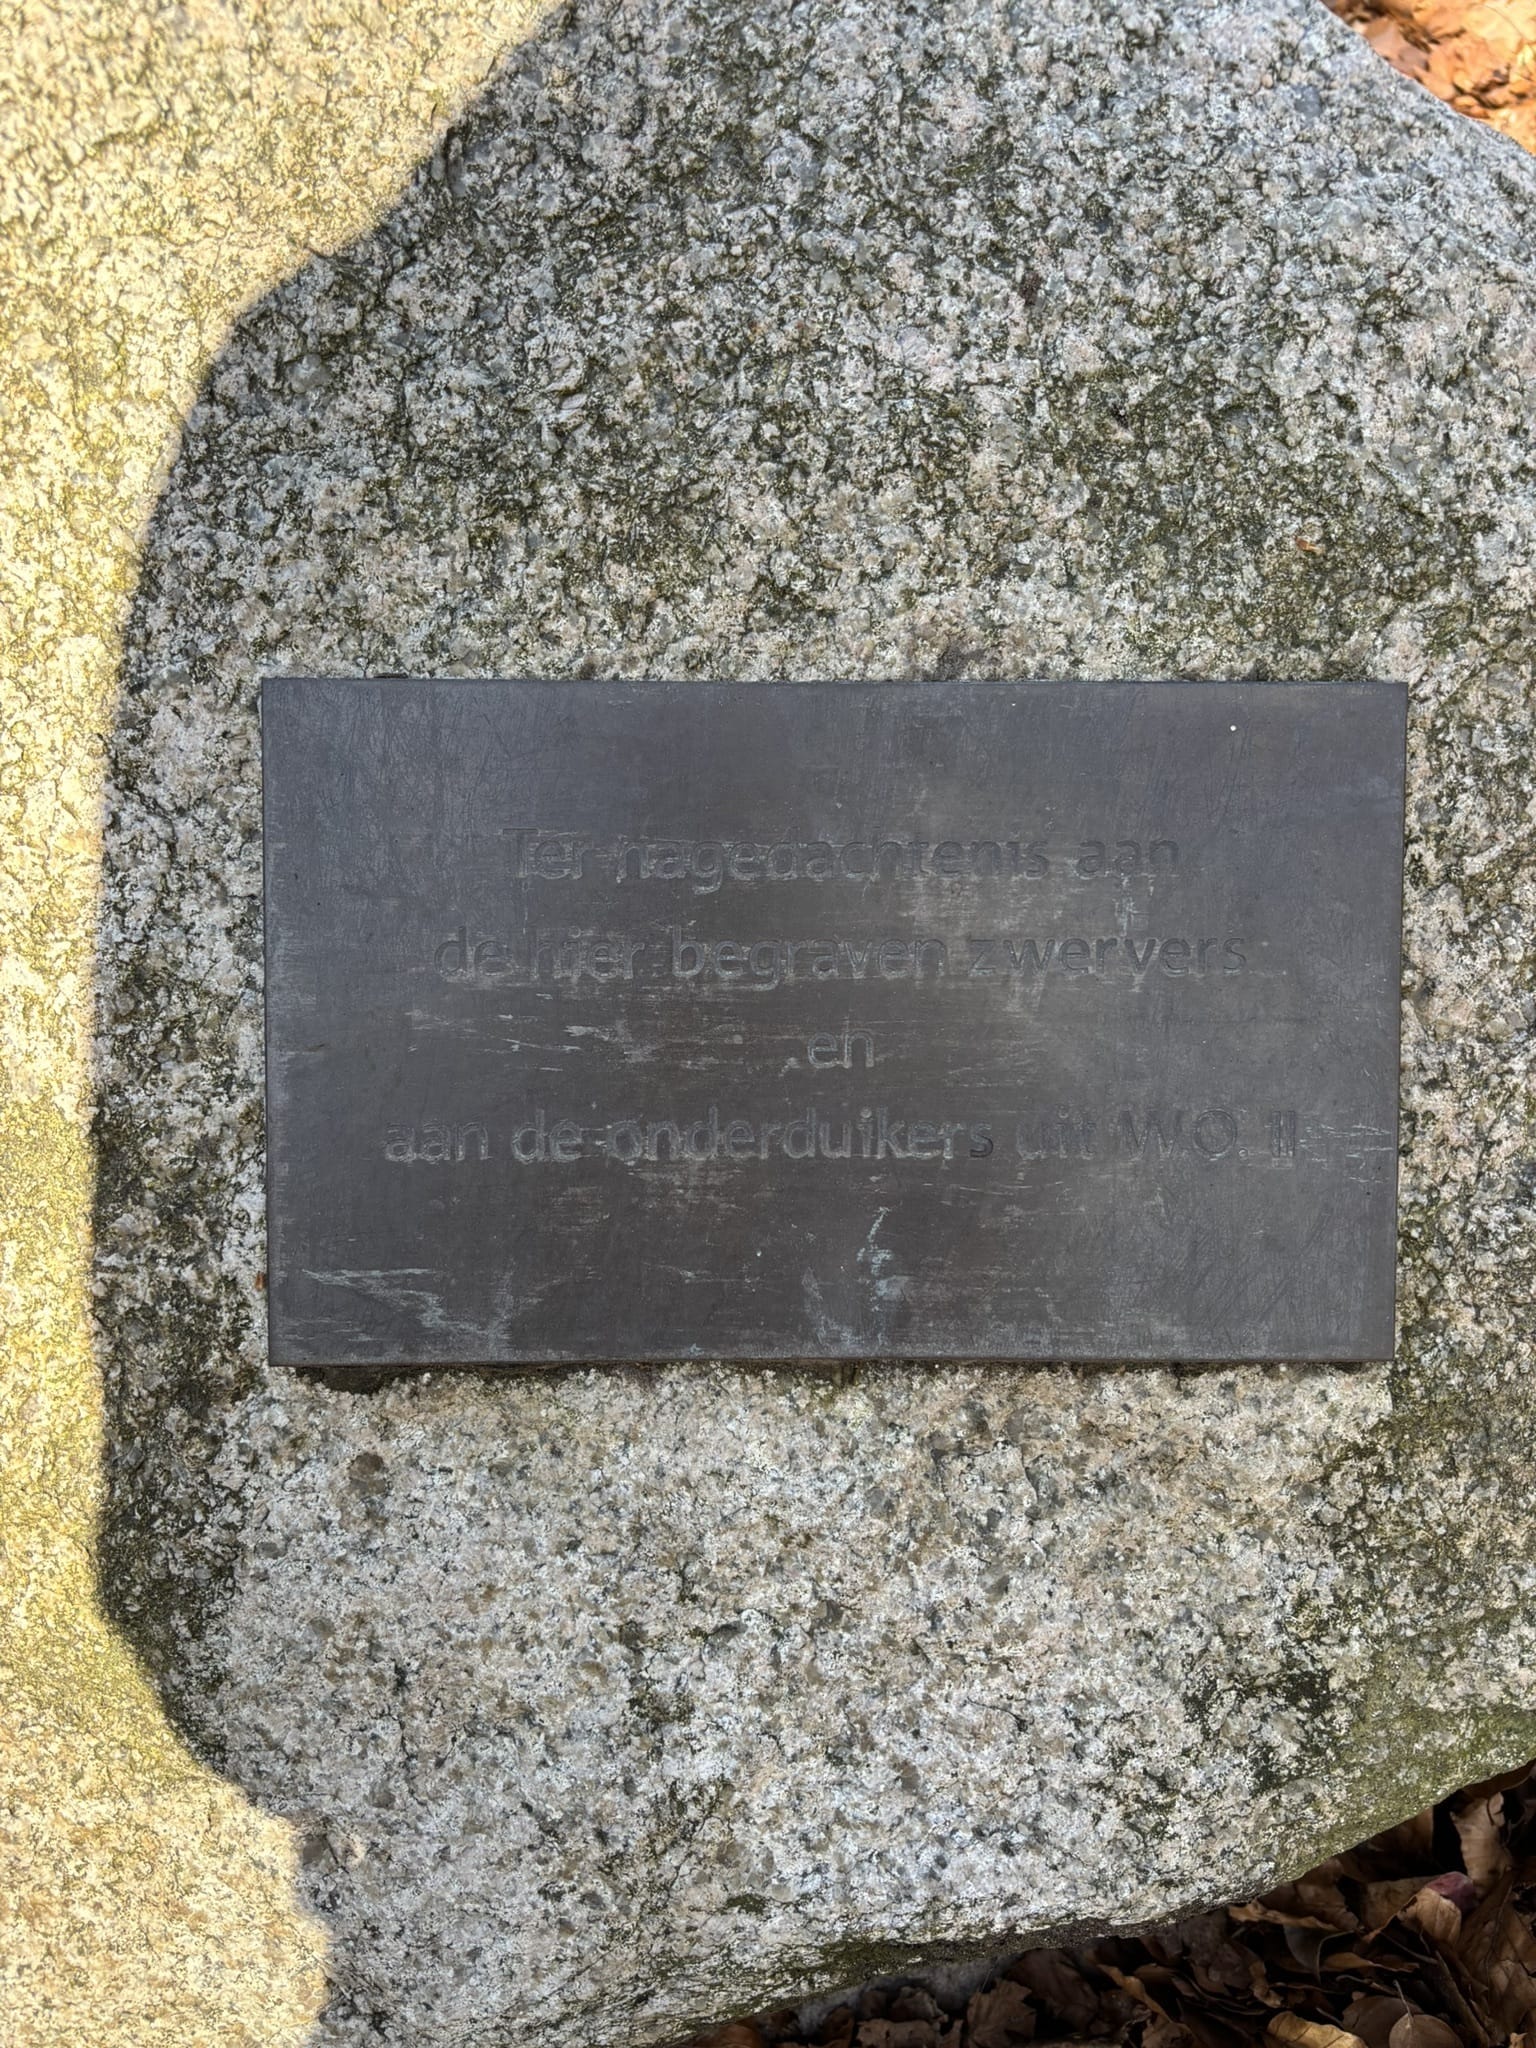 Ter nagedachtenis aan
de hier begraven zwervers
en
aan de onderduikers uit W.O. II